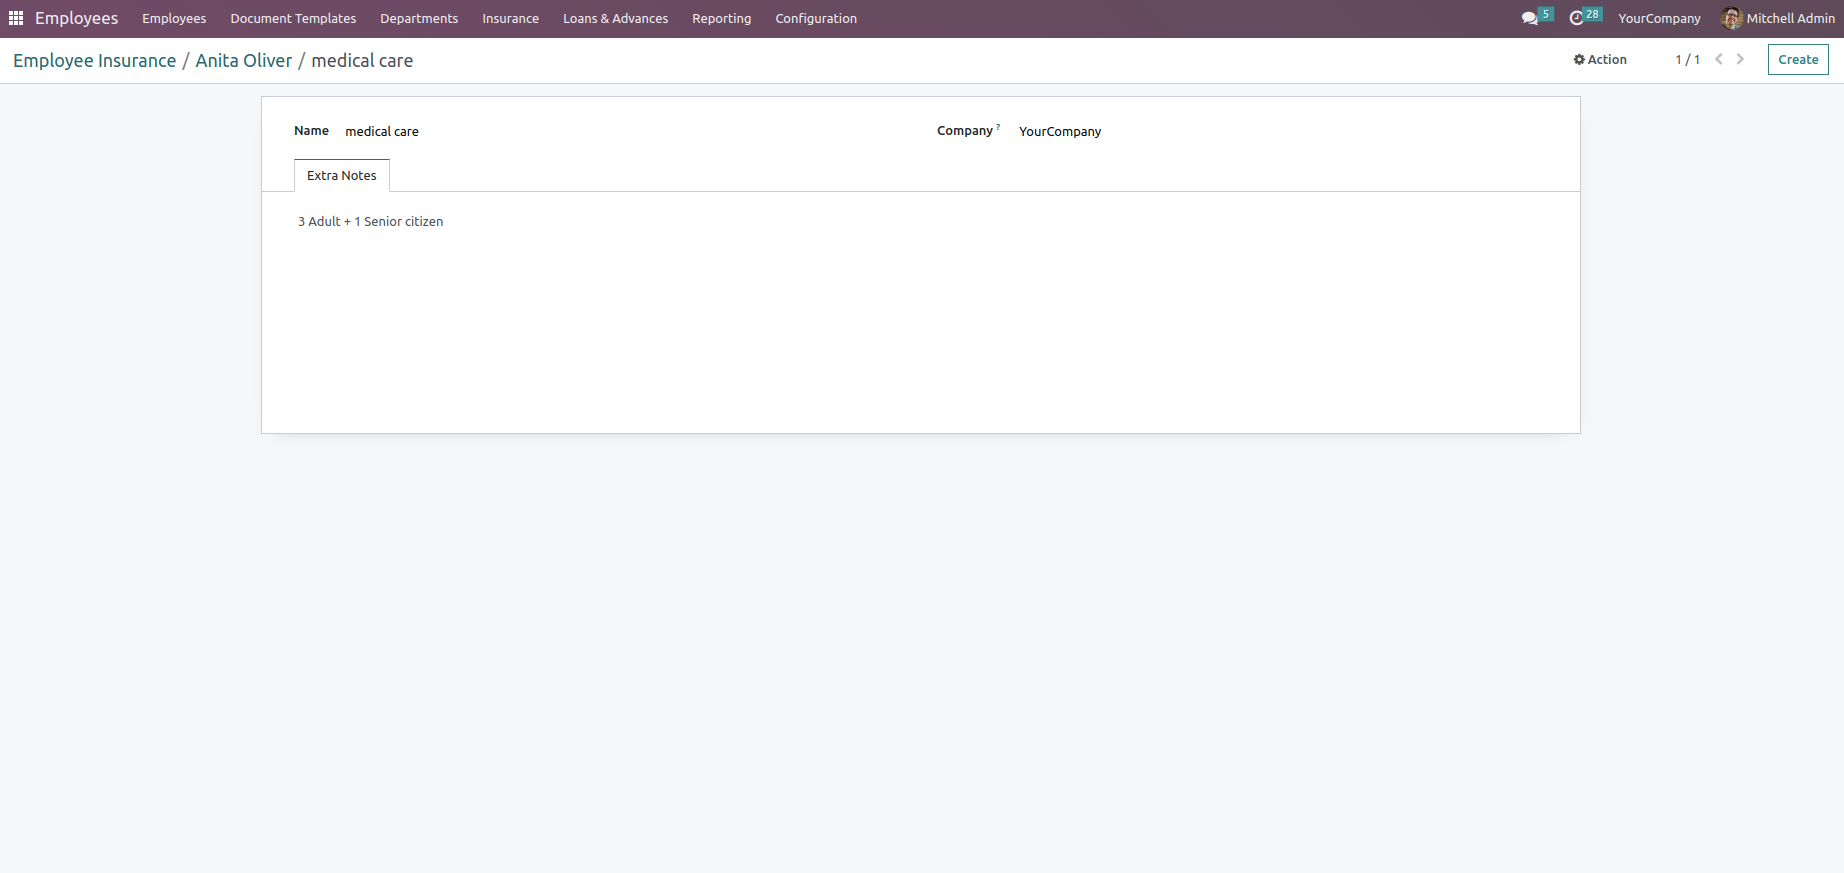 Employees Employees Document Templates Departments Insurance Loans & Advances Reporting Configuration 5 28 YourCompany Mitchell Admin
Employee Insurance / Anita Oliver / medical care Action 1 / 1 Create
Name medical care Company ? YourCompany
Extra Notes
3 Adult + 1 Senior citizen